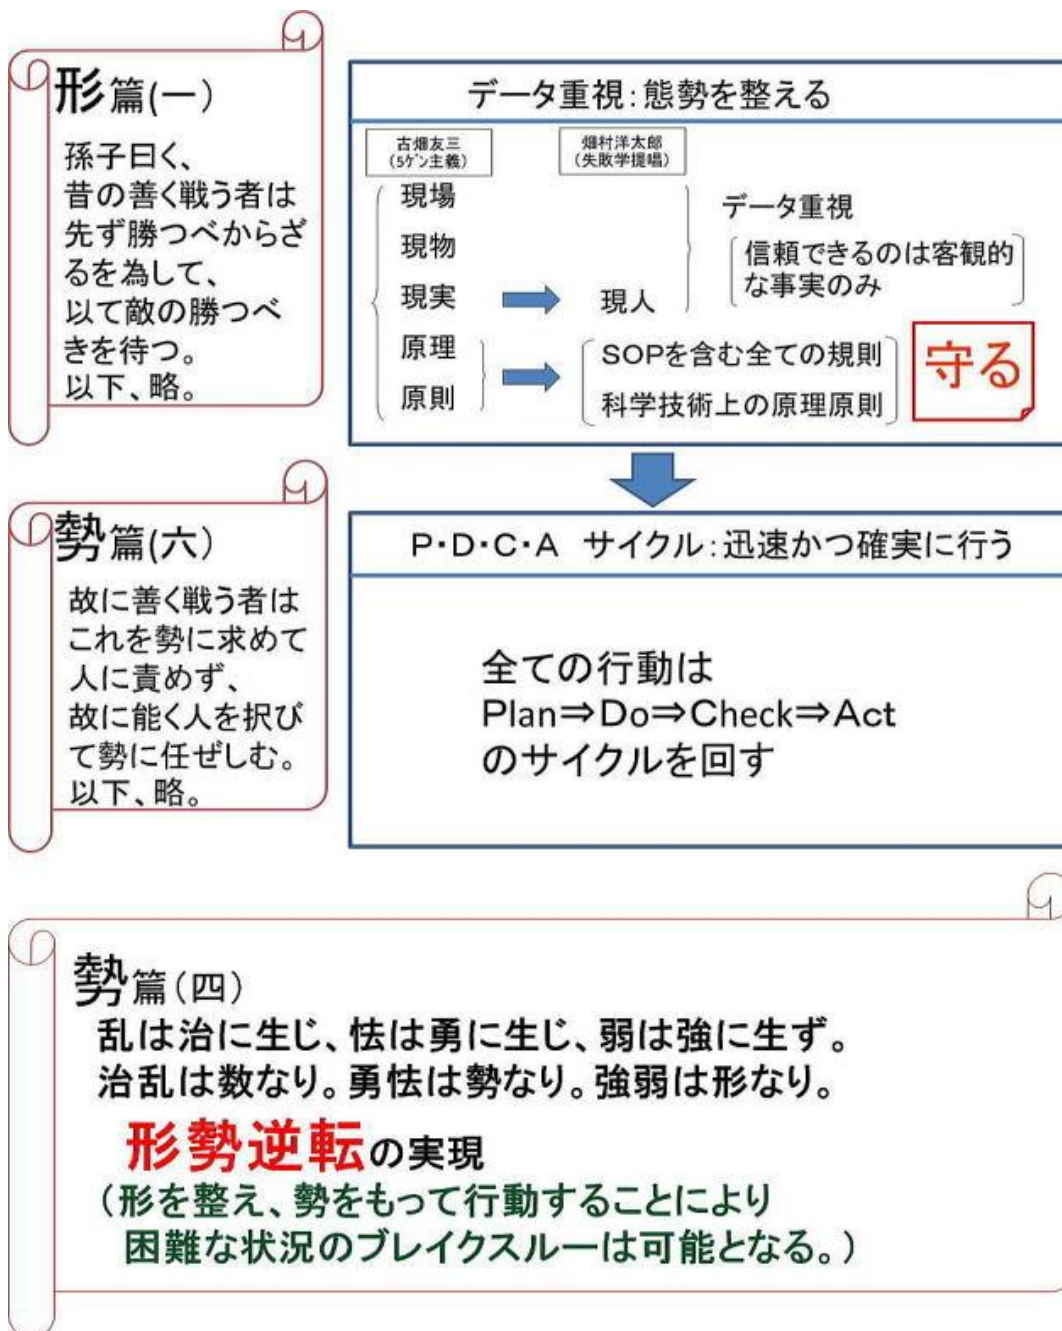 形篇(一)
孫子曰く、
昔の善く戦う者は
先ず勝つべからざ
るを為して、
以て敵の勝つべ
きを待つ。
以下、略。
データ重視:態勢を整える
古畑友三
(5ゲン主義)
畑村洋太郎
(失敗学提唱)
現場
現物
現実
原理
原則
現人
データ重視
信頼できるのは客観的
な事実のみ
SOPを含む全ての規則
科学技術上の原理原則
守る
勢篇(六)
故に善く戦う者は
これを勢に求めて
人に責めず、
故に能く人を択び
て勢に任ぜしむ。
以下、略。
P・D・C・A サイクル:迅速かつ確実に行う
全ての行動は
Plan⇒Do⇒Check⇒Act
のサイクルを回す
勢篇(四)
乱は治に生じ、怯は勇に生じ、弱は強に生ず。
治乱は数なり。勇怯は勢なり。強弱は形なり。
形勢逆転の実現
(形を整え、勢をもって行動することにより
困難な状況のブレイクスルーは可能となる。)